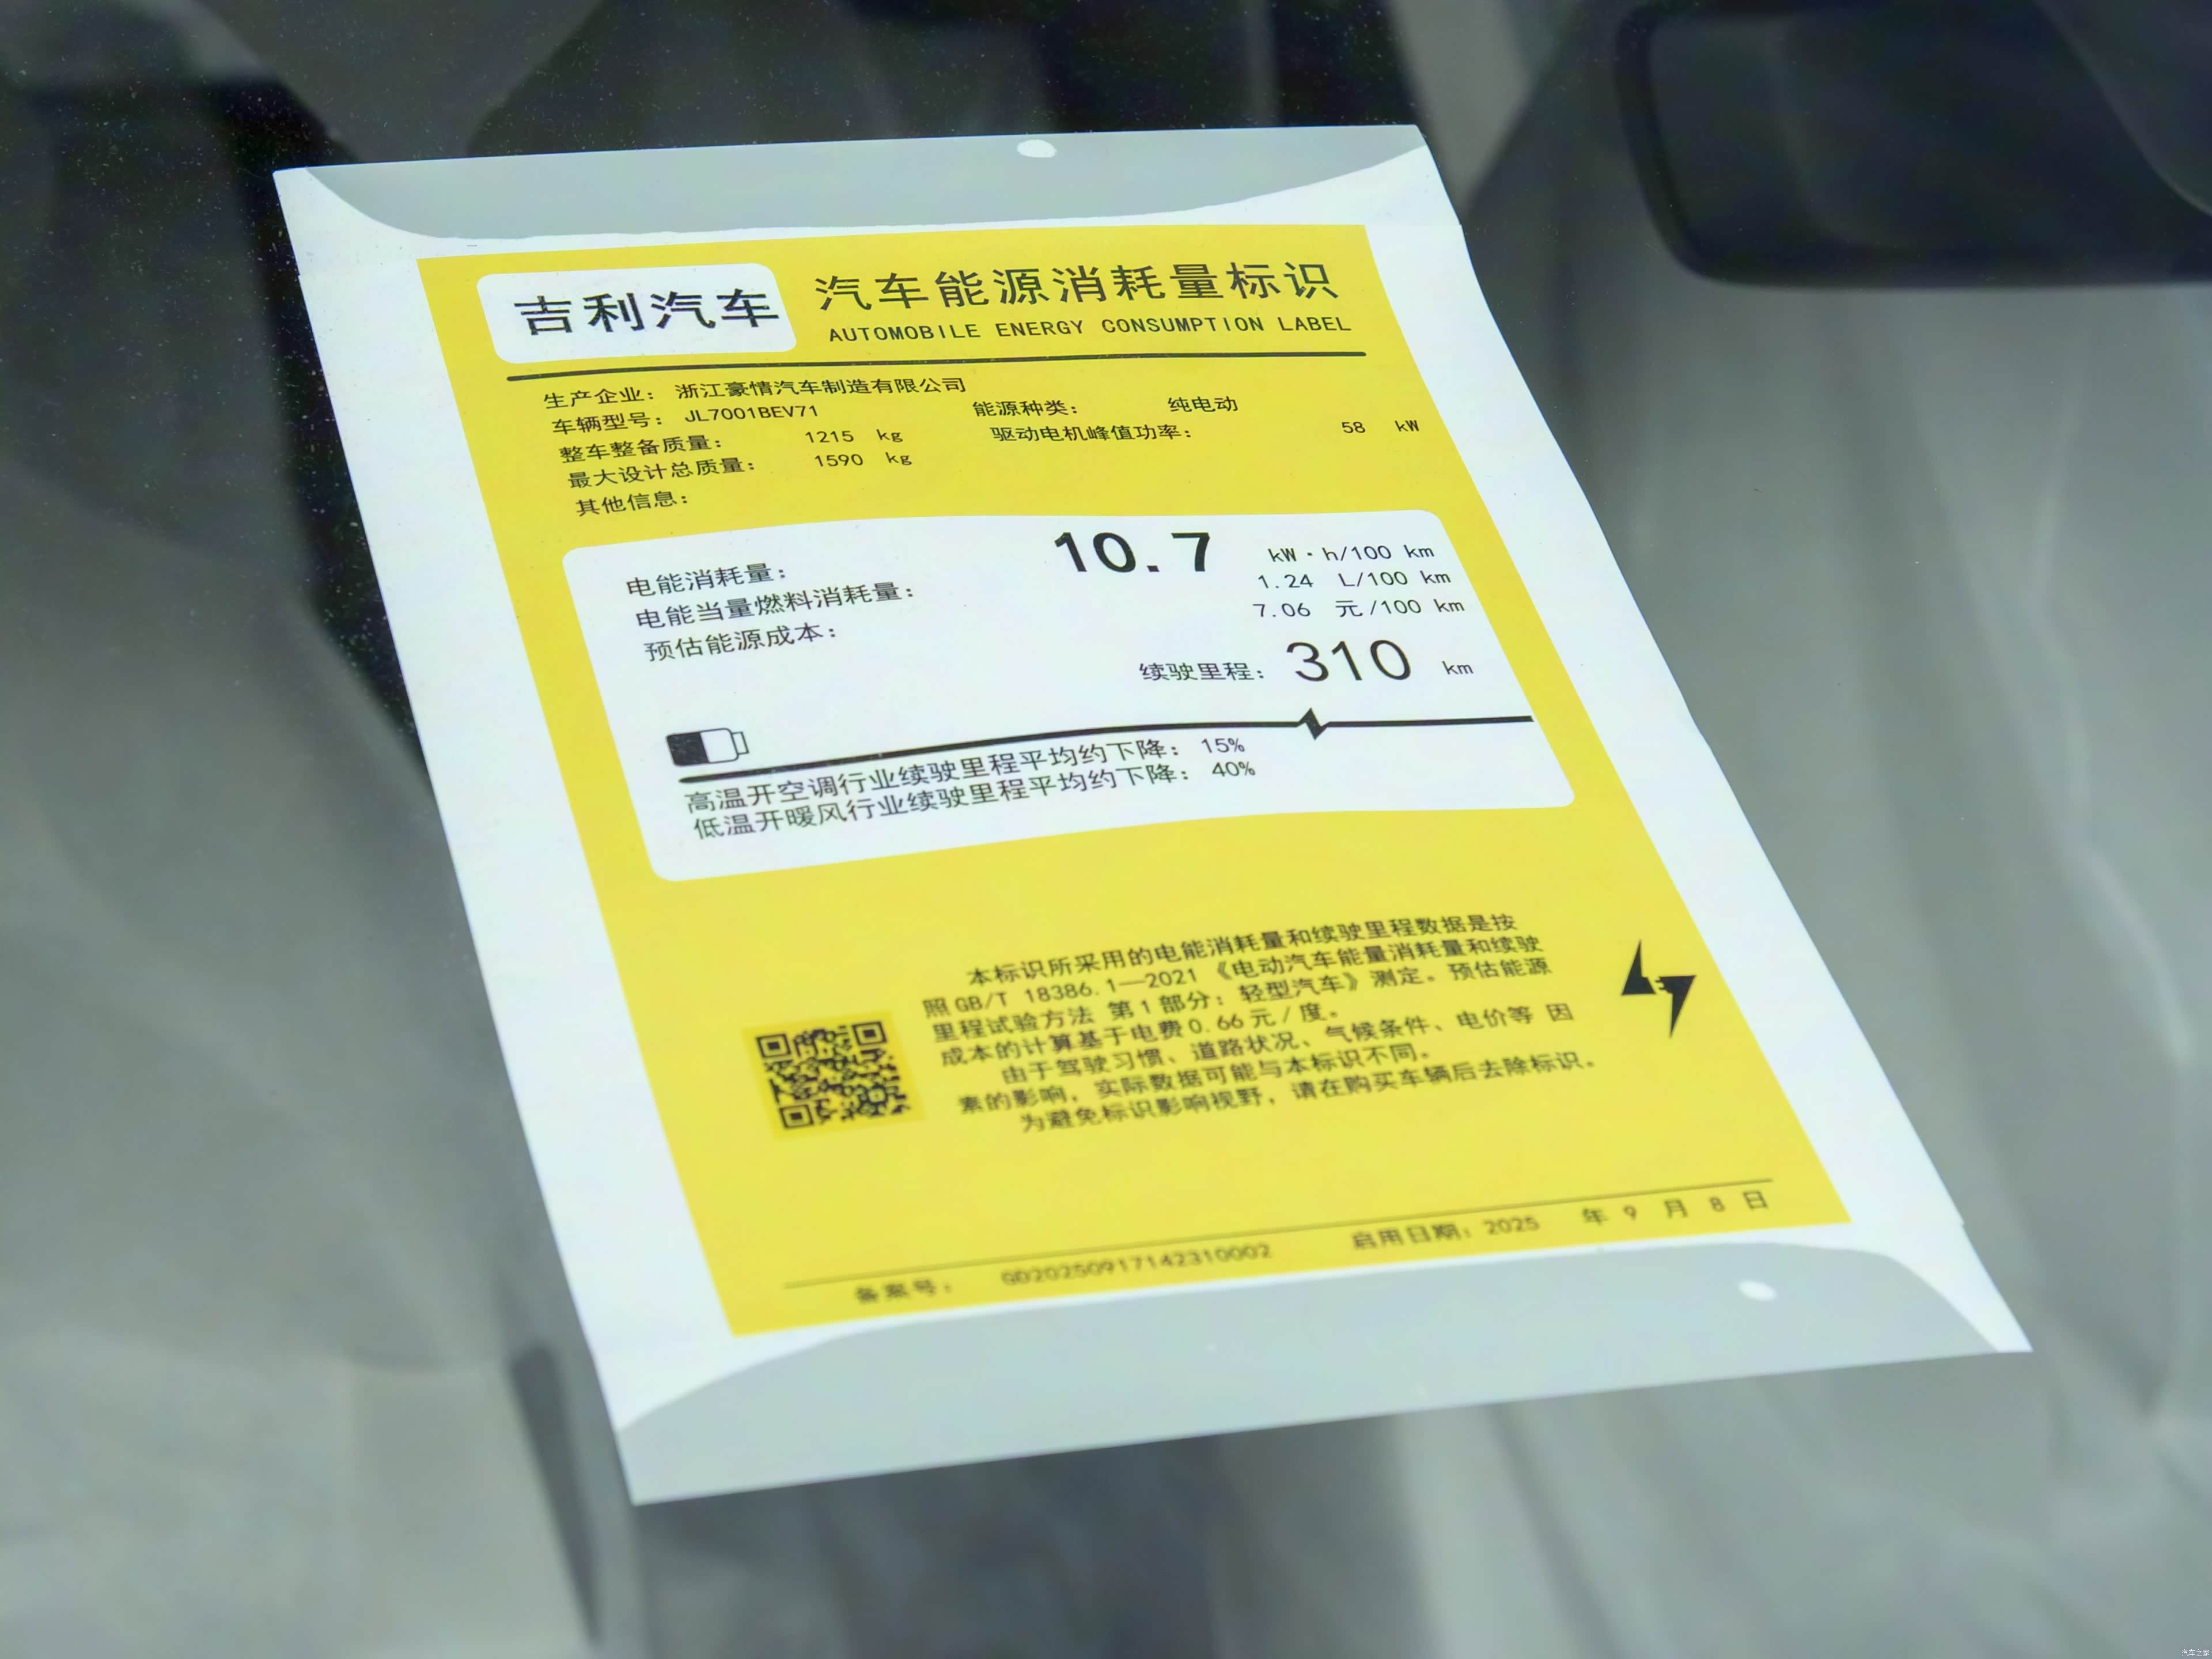 吉利汽车
汽车能源消耗量标识
AUTOMOBILE ENERGY CONSUMPTION LABEL
生产企业： 浙江豪情汽车制造有限公司
车辆型号： JL7001BEV71 能源种类： 纯电动
整车整备质量： 1215 kg 驱动电机峰值功率： 58 kW
最大设计总质量： 1590 kg
其他信息：
电能消耗量： 10.7 kW·h/100 km
电能当量燃料消耗量： 1.24 L/100 km
预估能源成本： 7.06 元/100 km
续驶里程： 310 km
高温开空调行业续驶里程平均约下降： 15%
低温开暖风行业续驶里程平均约下降： 40%
本标识所采用的电能消耗量和续驶里程数据是按
照GB/T 18386.1—2021《电动汽车能量消耗量和续驶
里程试验方法 第1部分：轻型汽车》测定。预估能源
成本的计算基于电费0.66元/度。
由于驾驶习惯、道路状况、气候条件、电价等 因
素的影响，实际数据可能与本标识不同。
为避免标识影响视野，请在购买车辆后去除标识。
备案号： GD20250917142310002 启用日期：2025 年 9 月 8 日
汽车之家